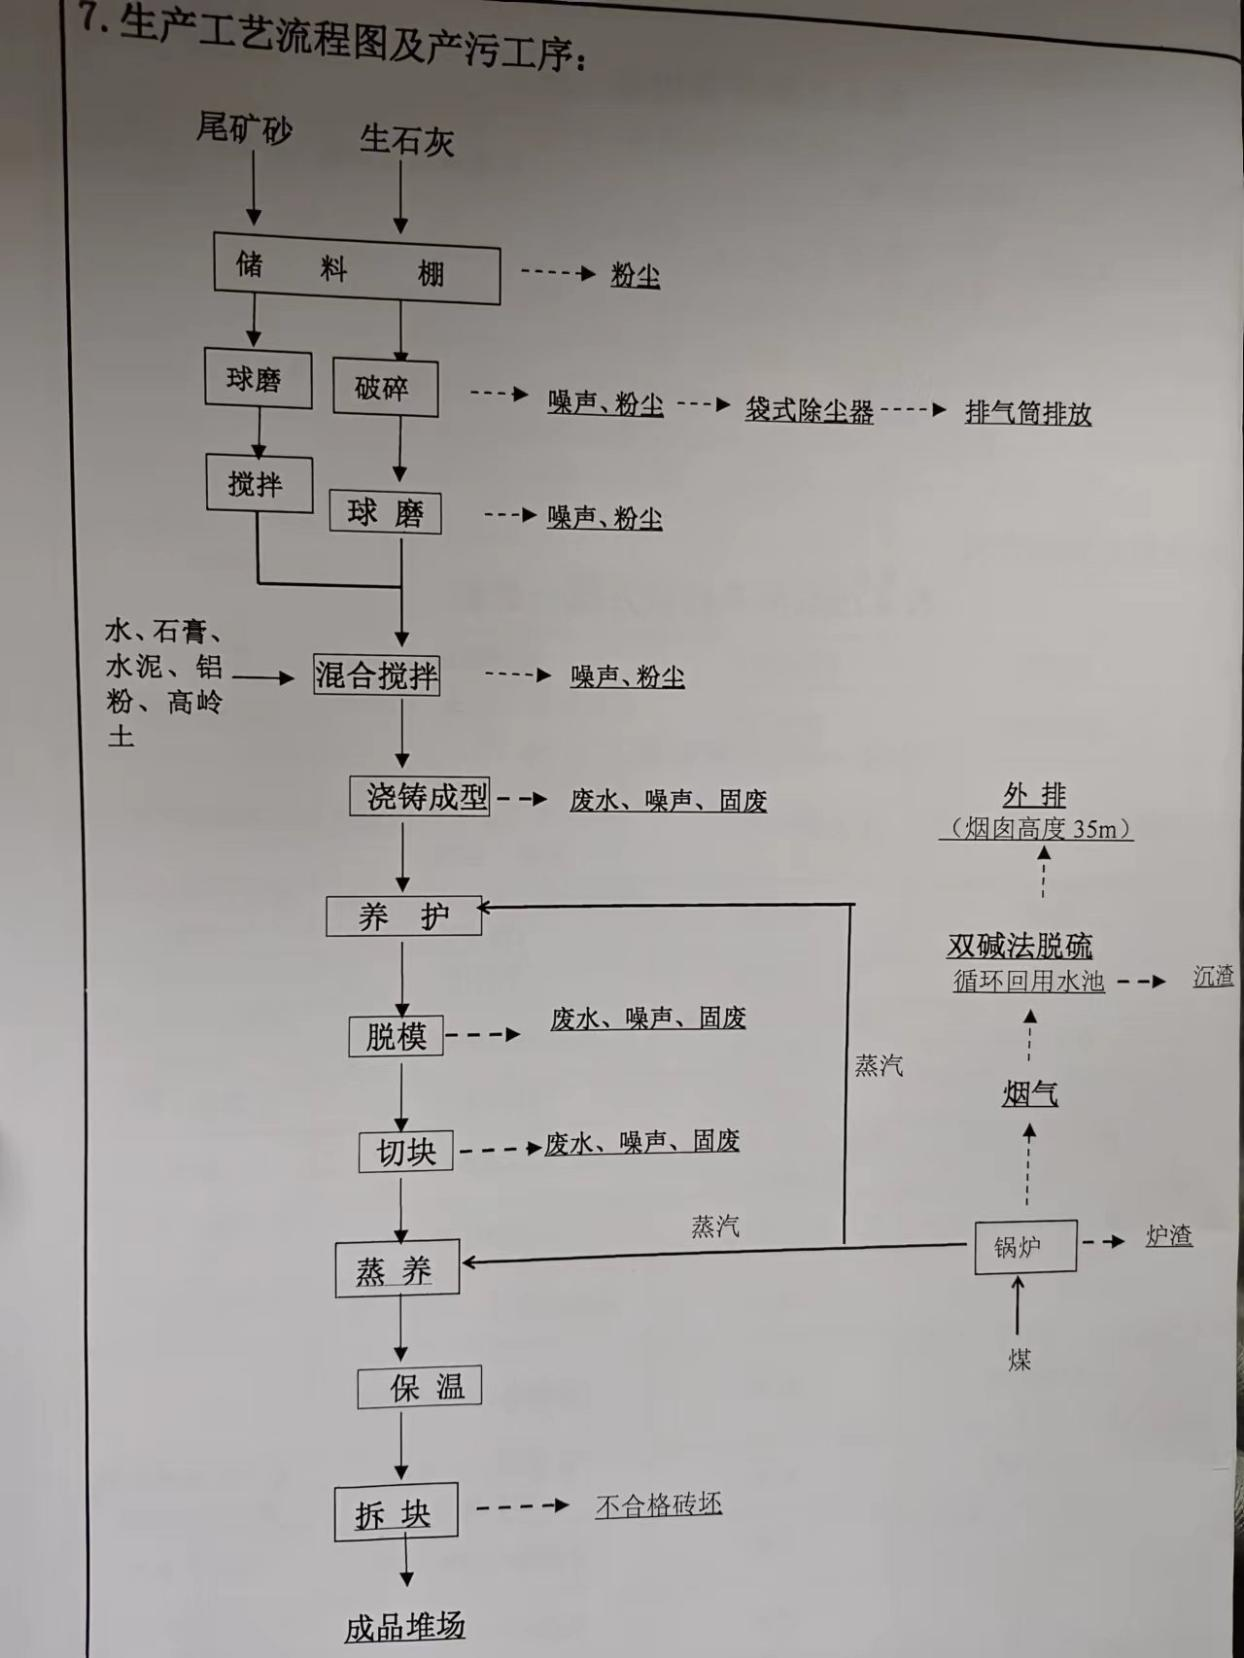 7. 生产工艺流程图及产污工序：
尾矿砂 生石灰
储 料 棚 粉尘
球磨 破碎 噪声、粉尘 袋式除尘器 排气筒排放
搅拌 球 磨 噪声、粉尘
水、石膏、
水泥、铝
粉、高岭
土
混合搅拌 噪声、粉尘
浇铸成型 废水、噪声、固废
外 排
（烟囱高度 35m）
养 护
双碱法脱硫
循环回用水池 沉渣
脱模 废水、噪声、固废
蒸汽
烟气
切块 废水、噪声、固废
蒸汽
蒸 养
锅炉 炉渣
煤
保 温
拆 块 不合格砖坯
成品堆场